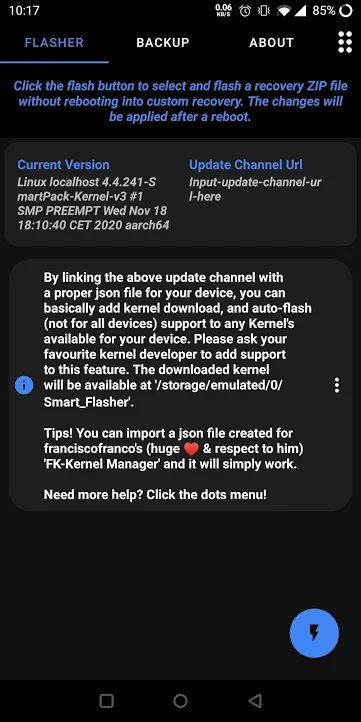 10:17
0.06 KB/S
85%
FLASHER BACKUP ABOUT
Click the flash button to select and flash a recovery ZIP file
without rebooting into custom recovery. The changes will
be applied after a reboot.
Current Version
Linux localhost 4.4.241-S
martPack-Kernel-v3 #1
SMP PREEMPT Wed Nov 18
18:10:40 CET 2020 aarch64
Update Channel Url
Input-update-channel-ur
l-here
By linking the above update channel with
a proper json file for your device, you can
basically add kernel download, and auto-flash
(not for all devices) support to any Kernel's
available for your device. Please ask your
favourite kernel developer to add support
to this feature. The downloaded kernel
will be available at '/storage/emulated/0/
Smart_Flasher'.
Tips! You can import a json file created for
franciscofranco's (huge ❤️ & respect to him)
'FK-Kernel Manager' and it will simply work.
Need more help? Click the dots menu!